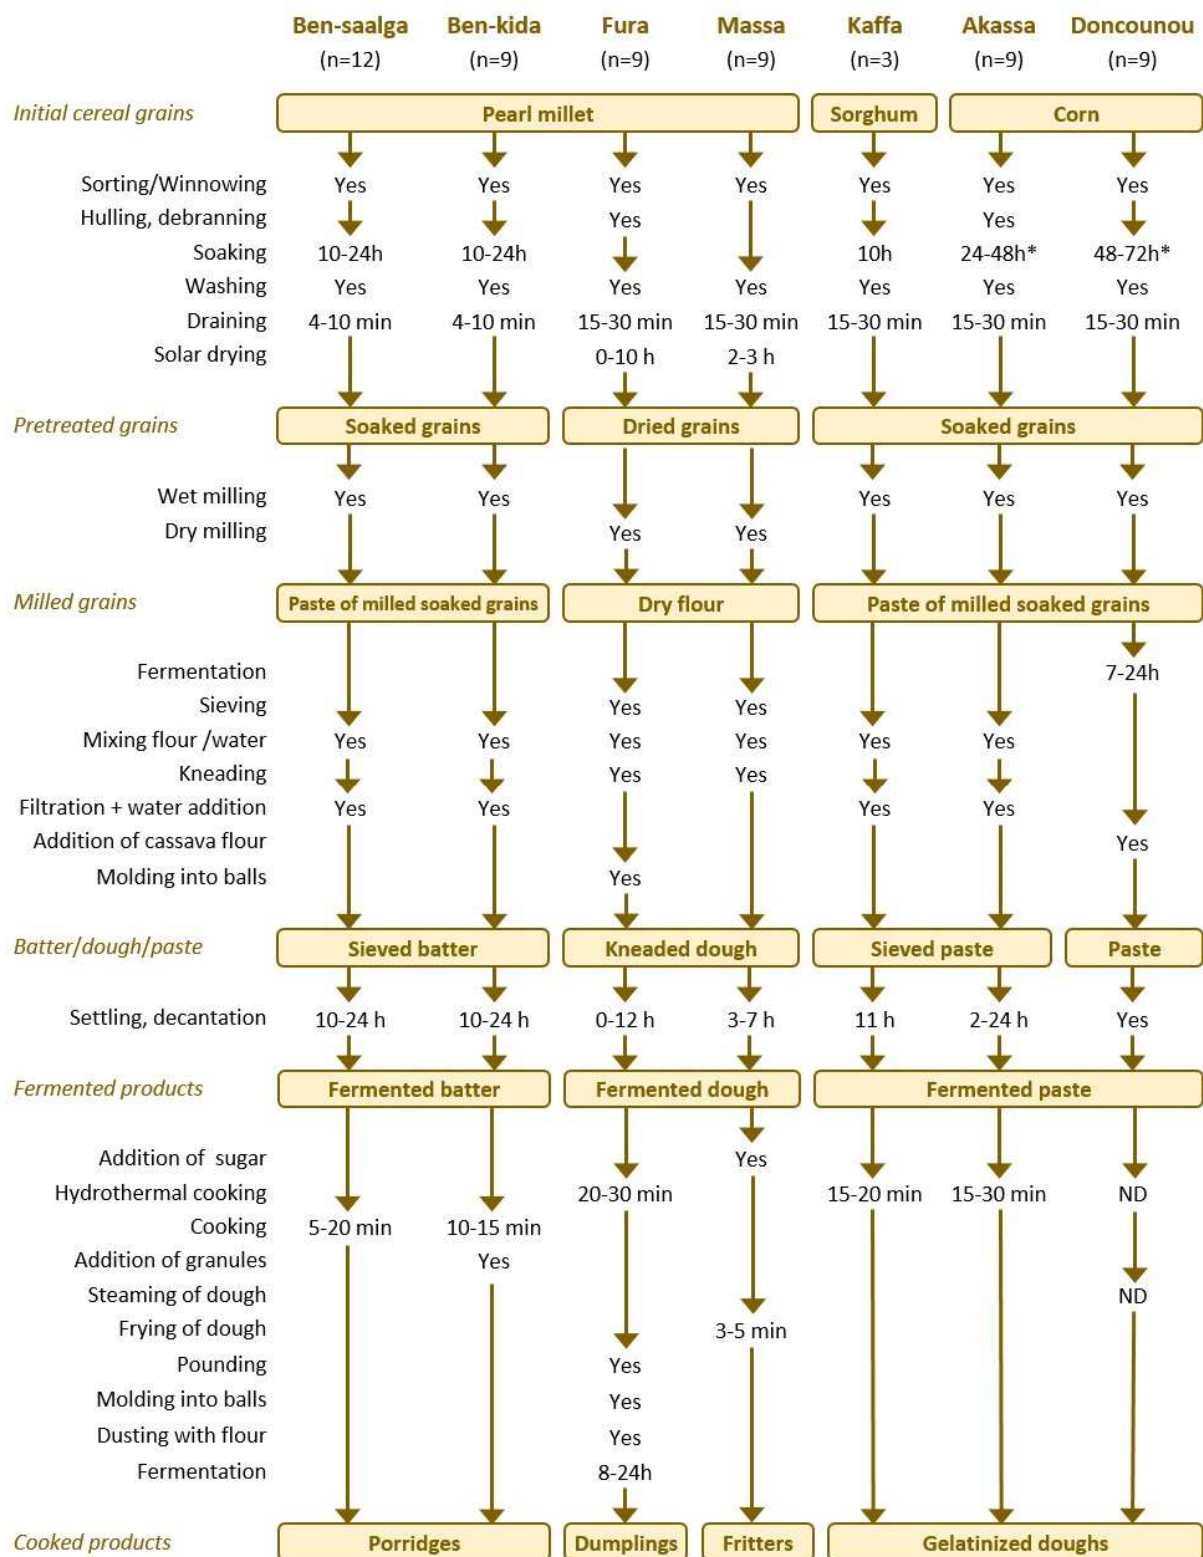 Ben-saalga Ben-kida Fura Massa Kaffa Akassa Doncounou
(n=12) (n=9) (n=9) (n=9) (n=3) (n=9) (n=9)
Initial cereal grains Pearl millet Sorghum Corn
Sorting/Winnowing Yes Yes Yes Yes Yes Yes Yes
Hulling, debranning Yes Yes
Soaking 10-24h 10-24h 10h 24-48h* 48-72h*
Washing Yes Yes Yes Yes Yes Yes Yes
Draining 4-10 min 4-10 min 15-30 min 15-30 min 15-30 min 15-30 min 15-30 min
Solar drying 0-10 h 2-3 h
Pretreated grains Soaked grains Dried grains Soaked grains
Wet milling Yes Yes Yes Yes Yes
Dry milling Yes Yes
Milled grains Paste of milled soaked grains Dry flour Paste of milled soaked grains
Fermentation 7-24h
Sieving Yes Yes
Mixing flour /water Yes Yes Yes Yes Yes Yes
Kneading Yes Yes
Filtration + water addition Yes Yes Yes Yes
Addition of cassava flour Yes
Molding into balls Yes
Batter/dough/paste Sieved batter Kneaded dough Sieved paste Paste
Settling, decantation 10-24 h 10-24 h 0-12 h 3-7 h 11 h 2-24 h Yes
Fermented products Fermented batter Fermented dough Fermented paste
Addition of sugar Yes
Hydrothermal cooking 20-30 min 15-20 min 15-30 min ND
Cooking 5-20 min 10-15 min
Addition of granules Yes
Steaming of dough ND
Frying of dough 3-5 min
Pounding Yes
Molding into balls Yes
Dusting with flour Yes
Fermentation 8-24h
Cooked products Porridges Dumplings Fritters Gelatinized doughs